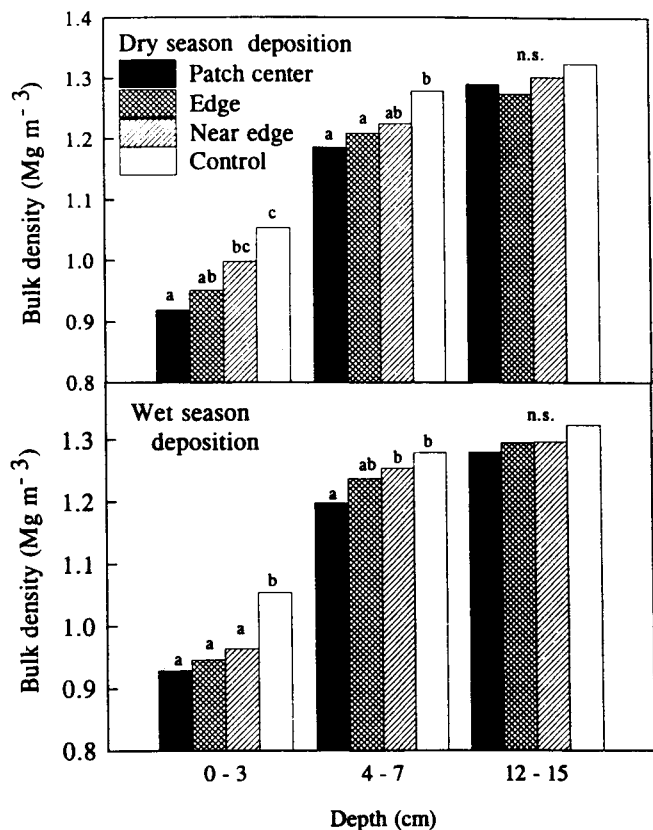 1.4
1.3
1.2
1.1
1.0
0.9
0.8
Bulk density (Mg m⁻³)
Dry season deposition
Patch center
Edge
Near edge
Control
a ab bc c
a a ab b
n.s.
1.3
1.2
1.1
1.0
0.9
0.8
Bulk density (Mg m⁻³)
Wet season
deposition
a a a b
a ab b b
n.s.
0 - 3 4 - 7 12 - 15
Depth (cm)